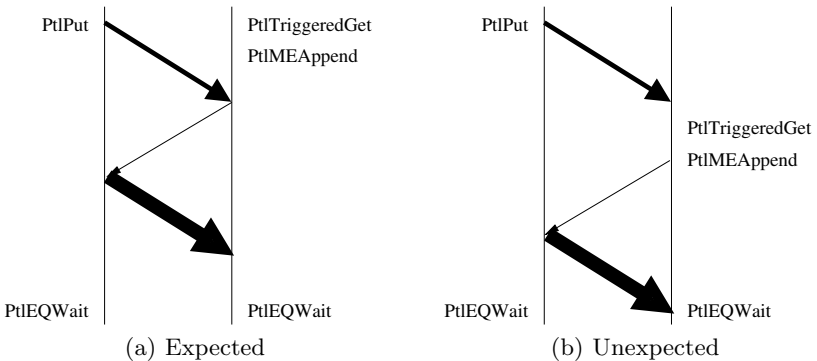 PtlPut
PtlTriggeredGet
PtlMEAppend
PtlEQWait
PtlEQWait
(a) Expected
PtlPut
PtlTriggeredGet
PtlMEAppend
PtlEQWait
PtlEQWait
(b) Unexpected